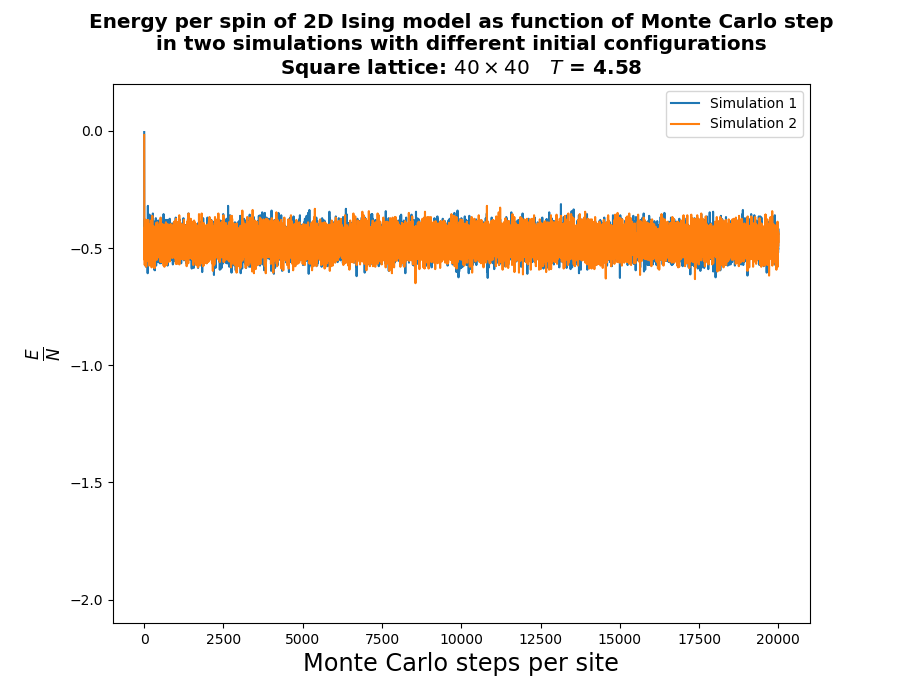 Energy per spin of 2D Ising model as function of Monte Carlo step
in two simulations with different initial configurations
Square lattice: 40 × 40 T = 4.58
Simulation 1
Simulation 2
0.0
−0.5
−1.0
−1.5
−2.0
E
N
0 2500 5000 7500 10000 12500 15000 17500 20000
Monte Carlo steps per site